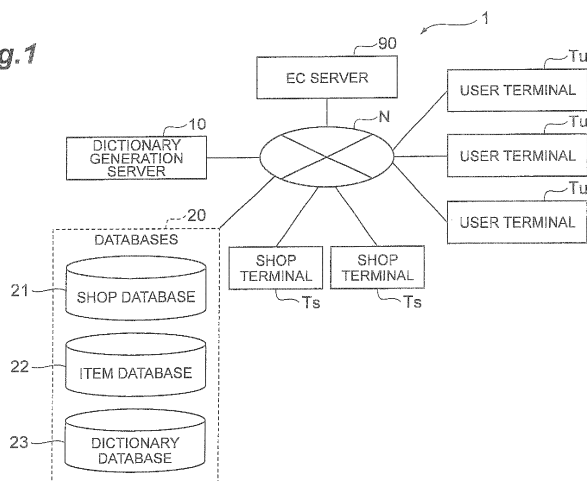 1
g.1
90
EC SERVER
Tu
USER TERMINAL
N
10
DICTIONARY
GENERATION
SERVER
Tu
USER TERMINAL
Tu
USER TERMINAL
20
DATABASES
21
SHOP DATABASE
SHOP
TERMINAL
Ts
SHOP
TERMINAL
Ts
22
ITEM DATABASE
23
DICTIONARY
DATABASE